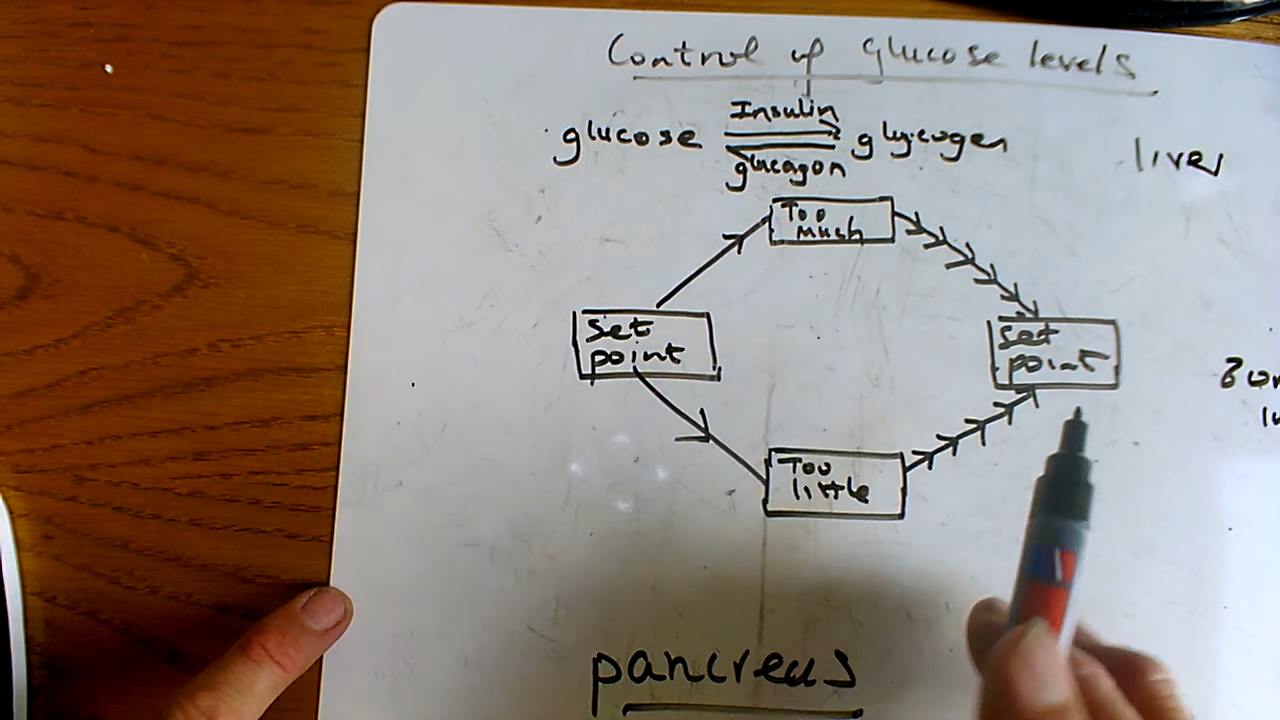 Control of glucose levels
Insulin
glucose
glycogen
glucagon
liver
Too
much
set
point
set
point
Too
little
pancreas